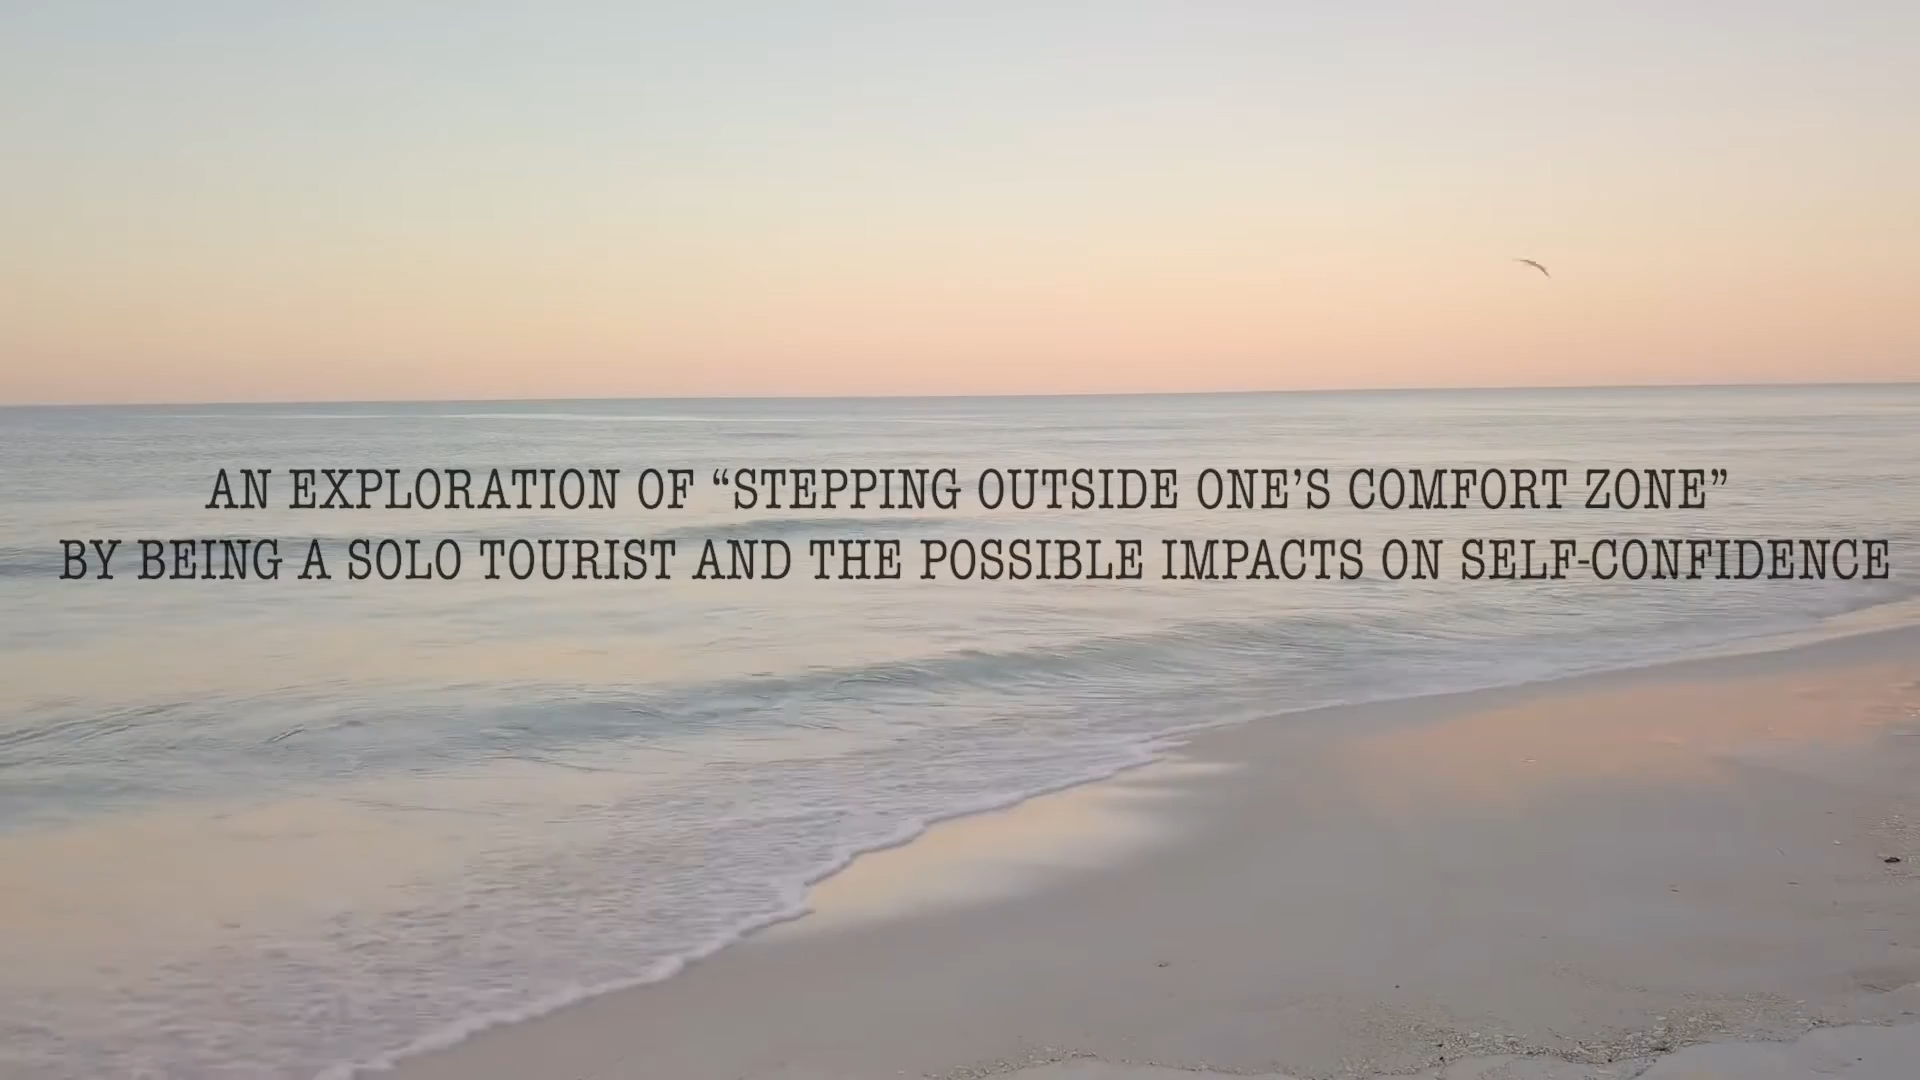 AN EXPLORATION OF “STEPPING OUTSIDE ONE’S COMFORT ZONE”
BY BEING A SOLO TOURIST AND THE POSSIBLE IMPACTS ON SELF-CONFIDENCE